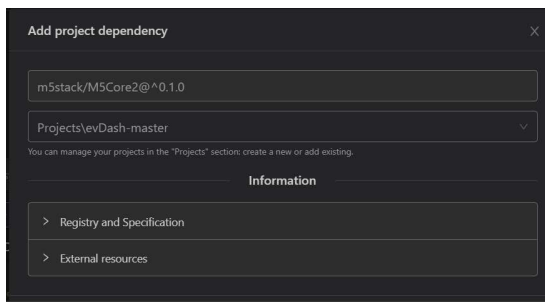 Add project dependency
m5stack/M5Core2@^0.1.0
Projects\evDash-master
You can manage your projects in the "Projects" section: create a new or add existing.
Information
Registry and Specification
External resources